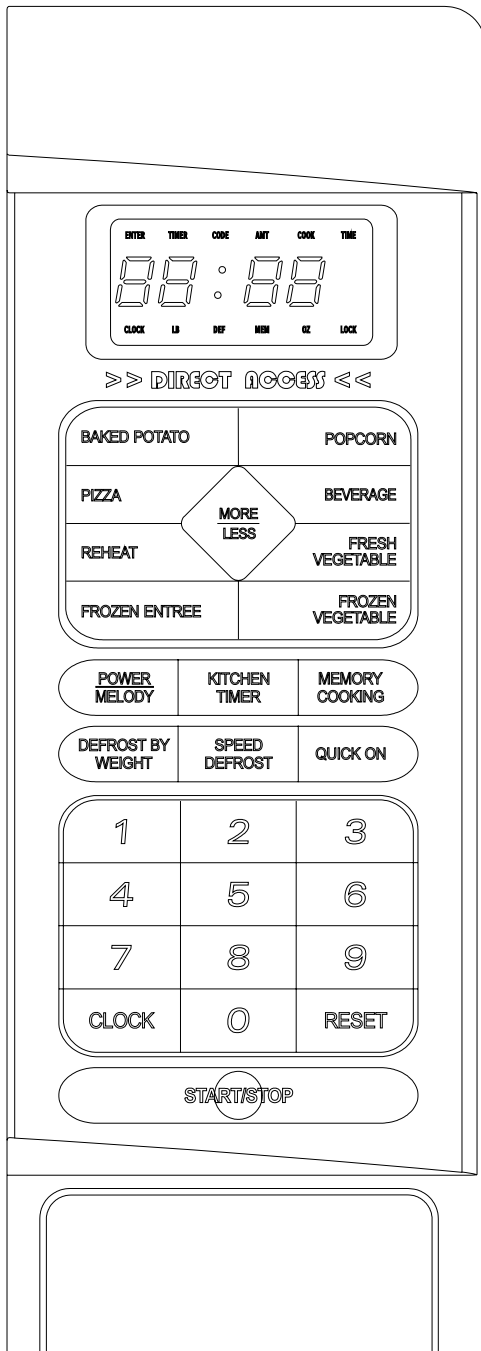 ENTER TIMER CODE AMT COOK TIME
88:88
CLOCK LB DEF MEM OZ LOCK
>> DIRECT ACCESS <<
BAKED POTATO
POPCORN
PIZZA
BEVERAGE
MORE
LESS
REHEAT
FRESH
VEGETABLE
FROZEN ENTREE
FROZEN
VEGETABLE
POWER
MELODY
KITCHEN
TIMER
MEMORY
COOKING
DEFROST BY
WEIGHT
SPEED
DEFROST
QUICK ON
1 2 3
4 5 6
7 8 9
CLOCK 0 RESET
START/STOP